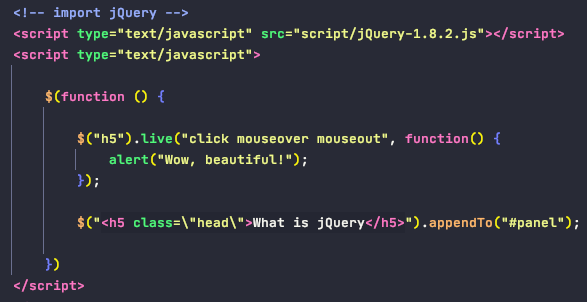 <!-- import jQuery -->
<script type="text/javascript" src="script/jQuery-1.8.2.js"></script>
<script type="text/javascript">
$(function () {
$("h5").live("click mouseover mouseout", function() {
alert("Wow, beautiful!");
});
$("<h5 class=\"head\">What is jQuery</h5>").appendTo("#panel");
})
</script>